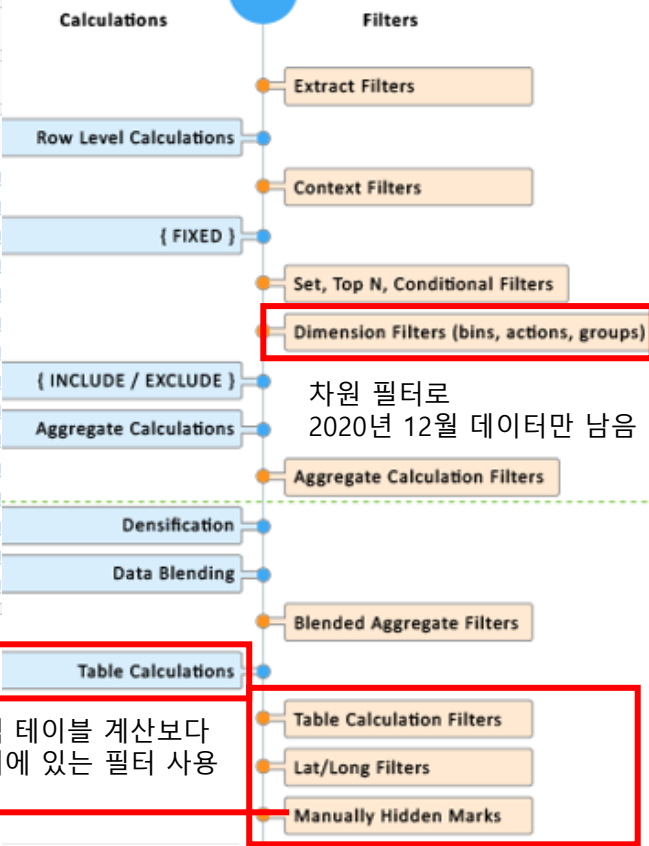 Calculations
Filters
Extract Filters
Row Level Calculations
Context Filters
{ FIXED }
Set, Top N, Conditional Filters
Dimension Filters (bins, actions, groups)
{ INCLUDE / EXCLUDE }
차원 필터로
2020년 12월 데이터만 남음
Aggregate Calculations
Aggregate Calculation Filters
Densification
Data Blending
Blended Aggregate Filters
Table Calculations
테이블 계산보다
있는 필터 사용
Table Calculation Filters
Lat/Long Filters
Manually Hidden Marks